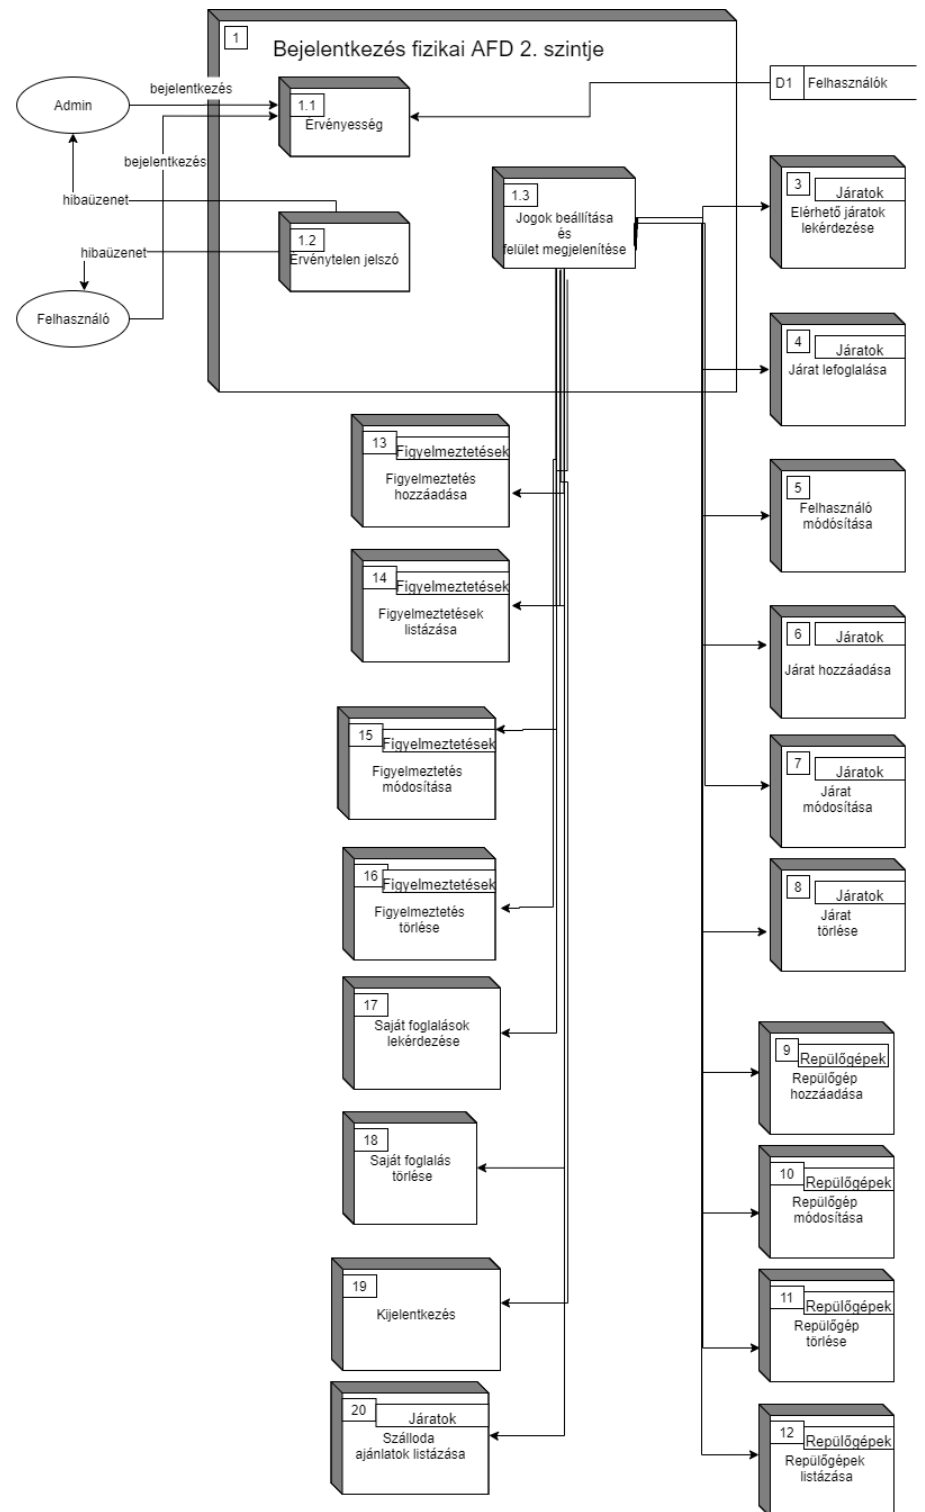 1
Bejelentkezés fizikai AFD 2. szintje
D1
Felhasználók
Admin
bejelentkezés
1.1
Érvényesség
bejelentkezés
hibaüzenet
1.2
Érvénytelen jelszó
hibaüzenet
Felhasználó
1.3
Jogok beállítása
és
felület megjelenítése
3
Járatok
Elérhető járatok
lekérdezése
4
Járatok
Járat lefoglalása
5
Felhasználó
módósítása
6
Járatok
Járat hozzáadása
7
Járatok
Járat
módosítása
8
Járatok
Járat
törlése
9
Repülőgépek
Repülőgép
hozzáadása
10
Repülőgépek
Repülőgép
módosítása
11
Repülőgépek
Repülőgép
törlése
12
Repülőgépek
Repülőgépek
listázása
13
Figyelmeztetések
Figyelmeztetés
hozzáadása
14
Figyelmeztetések
Figyelmeztetések
listázása
15
Figyelmeztetések
Figyelmeztetés
módosítása
16
Figyelmeztetések
Figyelmeztetés
törlése
17
Saját foglalások
lekérdezése
18
Saját foglalás
törlése
19
Kijelentkezés
20
Járatok
Szálloda
ajánlatok listázása